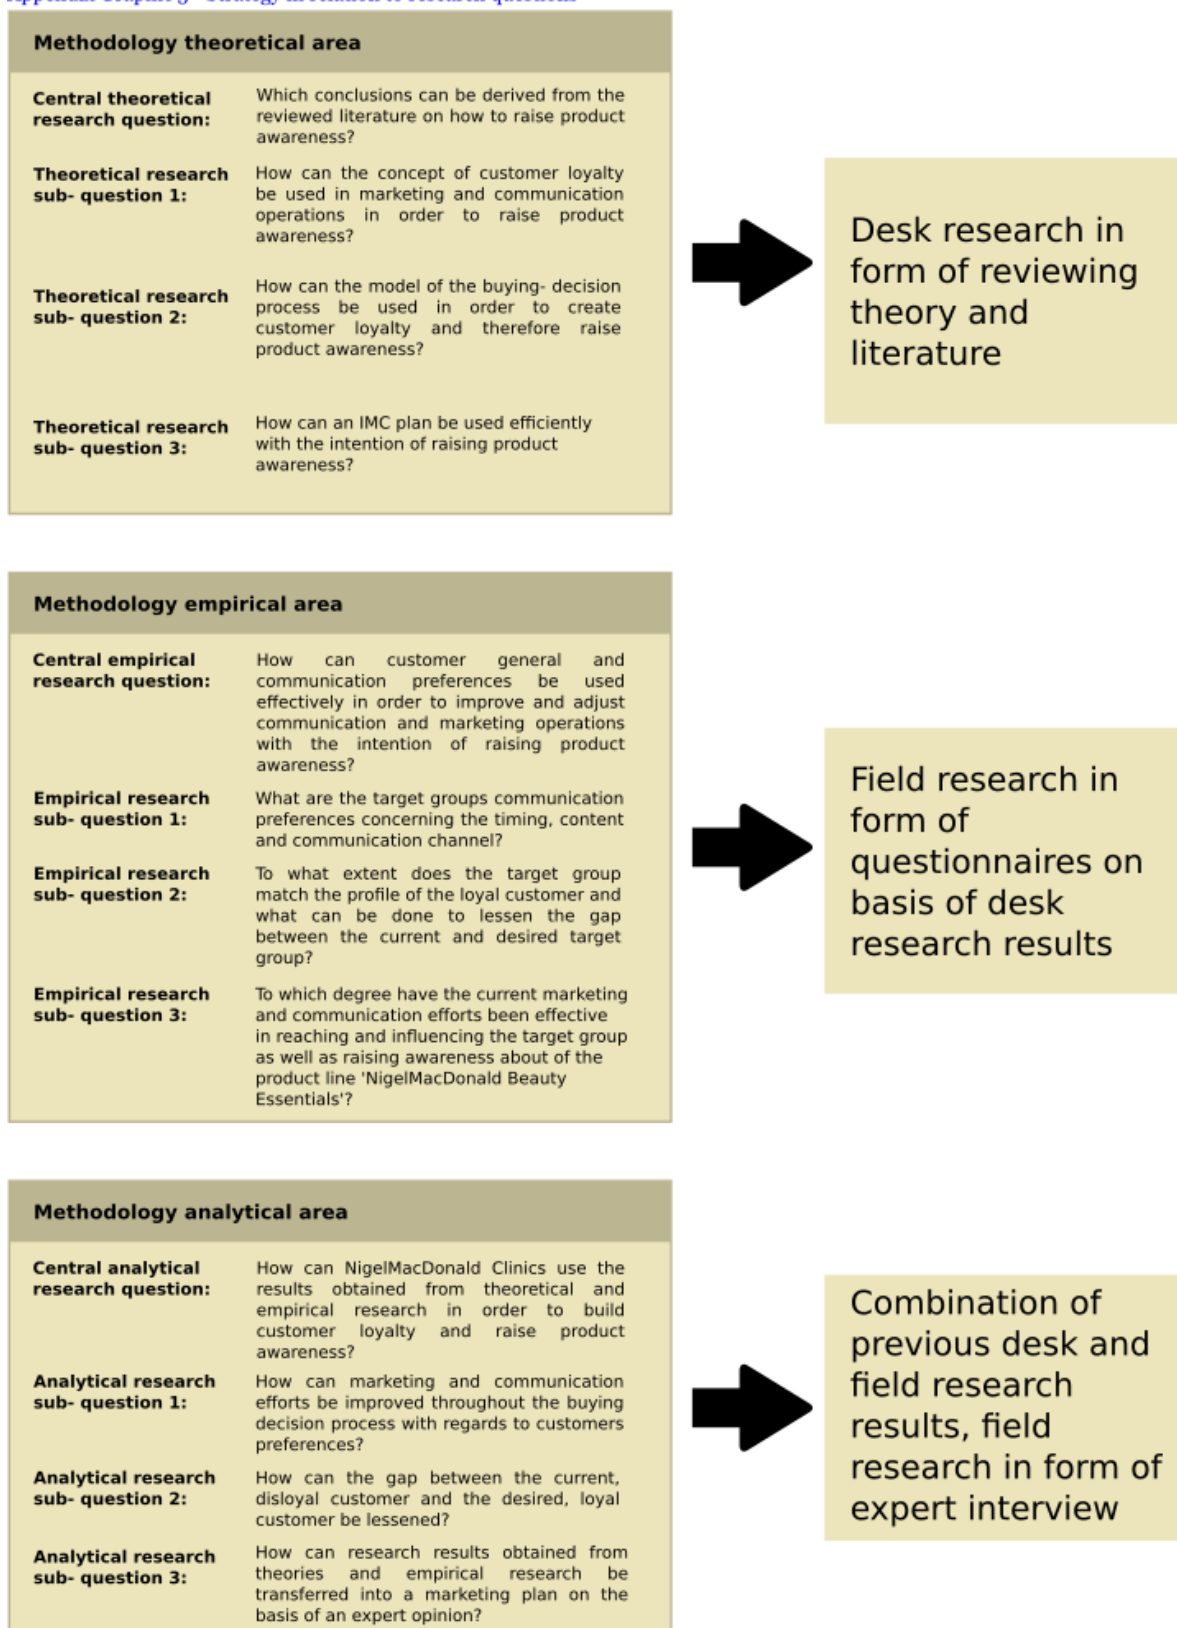 Appendix Graphic 3 - Strategy in relation to research questions
Methodology theoretical area
Central theoretical
research question:
Which conclusions can be derived from the
reviewed literature on how to raise product
awareness?
Theoretical research
sub- question 1:
How can the concept of customer loyalty
be used in marketing and communication
operations in order to raise product
awareness?
Theoretical research
sub- question 2:
How can the model of the buying- decision
process be used in order to create
customer loyalty and therefore raise
product awareness?
Theoretical research
sub- question 3:
How can an IMC plan be used efficiently
with the intention of raising product
awareness?
Desk research in
form of reviewing
theory and
literature
Methodology empirical area
Central empirical
research question:
How can customer general and
communication preferences be used
effectively in order to improve and adjust
communication and marketing operations
with the intention of raising product
awareness?
Empirical research
sub- question 1:
What are the target groups communication
preferences concerning the timing, content
and communication channel?
Empirical research
sub- question 2:
To what extent does the target group
match the profile of the loyal customer and
what can be done to lessen the gap
between the current and desired target
group?
Empirical research
sub- question 3:
To which degree have the current marketing
and communication efforts been effective
in reaching and influencing the target group
as well as raising awareness about of the
product line 'NigelMacDonald Beauty
Essentials'?
Field research in
form of
questionnaires on
basis of desk
research results
Methodology analytical area
Central analytical
research question:
How can NigelMacDonald Clinics use the
results obtained from theoretical and
empirical research in order to build
customer loyalty and raise product
awareness?
Analytical research
sub- question 1:
How can marketing and communication
efforts be improved throughout the buying
decision process with regards to customers
preferences?
Analytical research
sub- question 2:
How can the gap between the current,
disloyal customer and the desired, loyal
customer be lessened?
Analytical research
sub- question 3:
How can research results obtained from
theories and empirical research be
transferred into a marketing plan on the
basis of an expert opinion?
Combination of
previous desk and
field research
results, field
research in form of
expert interview